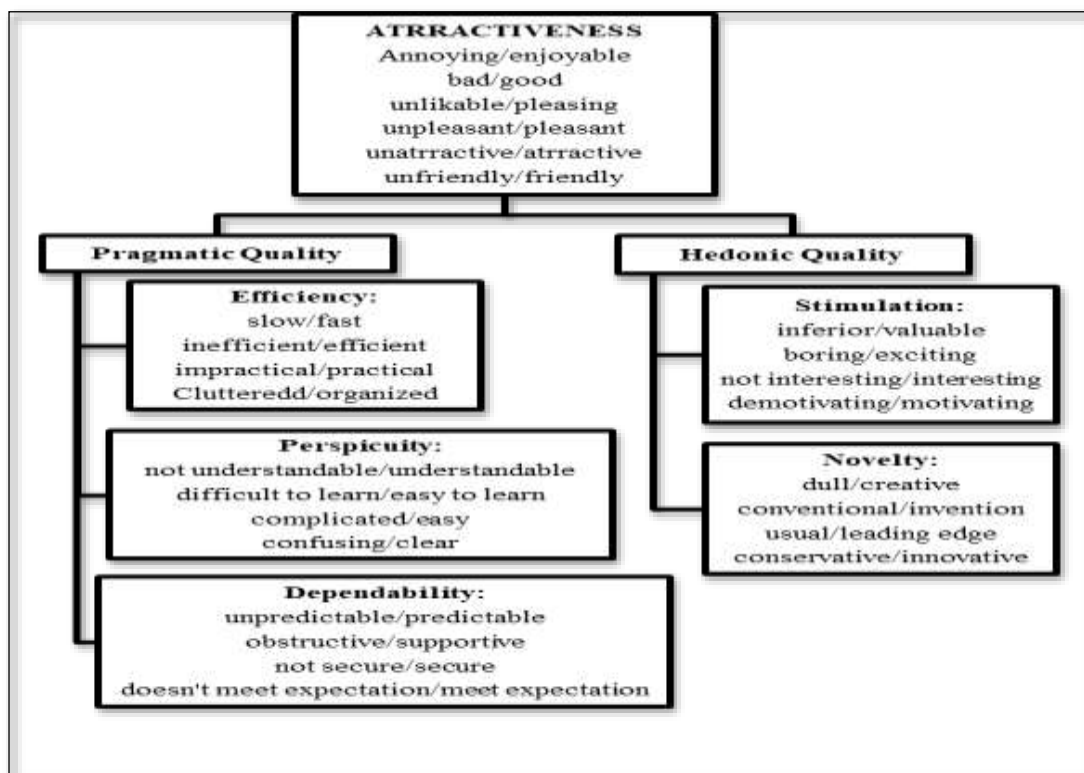 ATRRACTIVENESS
Annoying/enjoyable
bad/good
unlikable/pleasing
unpleasant/pleasant
unatrractive/atrractive
unfriendly/friendly
Pragmatic Quality
Efficiency:
slow/fast
inefficient/efficient
impractical/practical
Clutteredd/organized
Perspicuity:
not understandable/understandable
difficult to learn/easy to learn
complicated/easy
confusing/clear
Dependability:
unpredictable/predictable
obstructive/supportive
not secure/secure
doesn't meet expectation/meet expectation
Hedonic Quality
Stimulation:
inferior/valuable
boring/exciting
not interesting/interesting
demotivating/motivating
Novelty:
dull/creative
conventional/invention
usual/leading edge
conservative/innovative